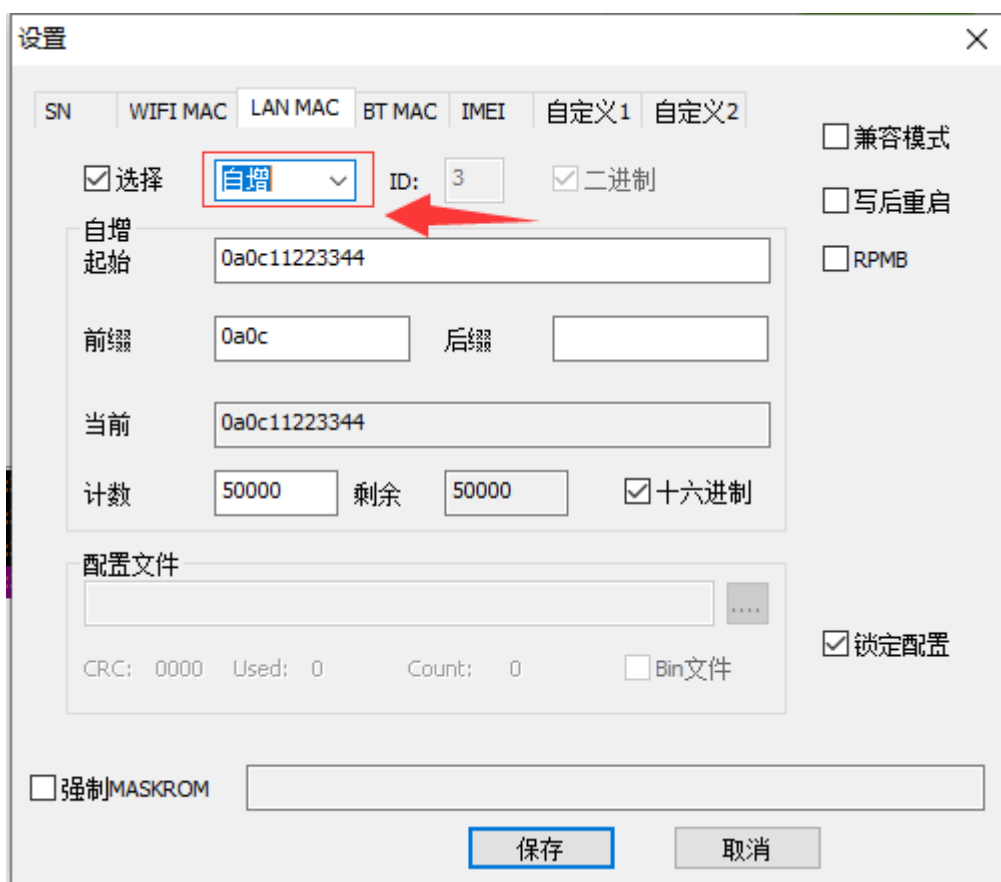 设置
SN WIFI MAC LAN MAC BT MAC IMEI 自定义1 自定义2
兼容模式
选择 自增 ID: 3 二进制
写后重启
自增
起始 0a0c11223344
RPMB
前缀 0a0c 后缀
当前 0a0c11223344
计数 50000 剩余 50000 十六进制
配置文件
....
锁定配置
CRC: 0000 Used: 0 Count: 0 Bin文件
强制MASKROM
保存 取消